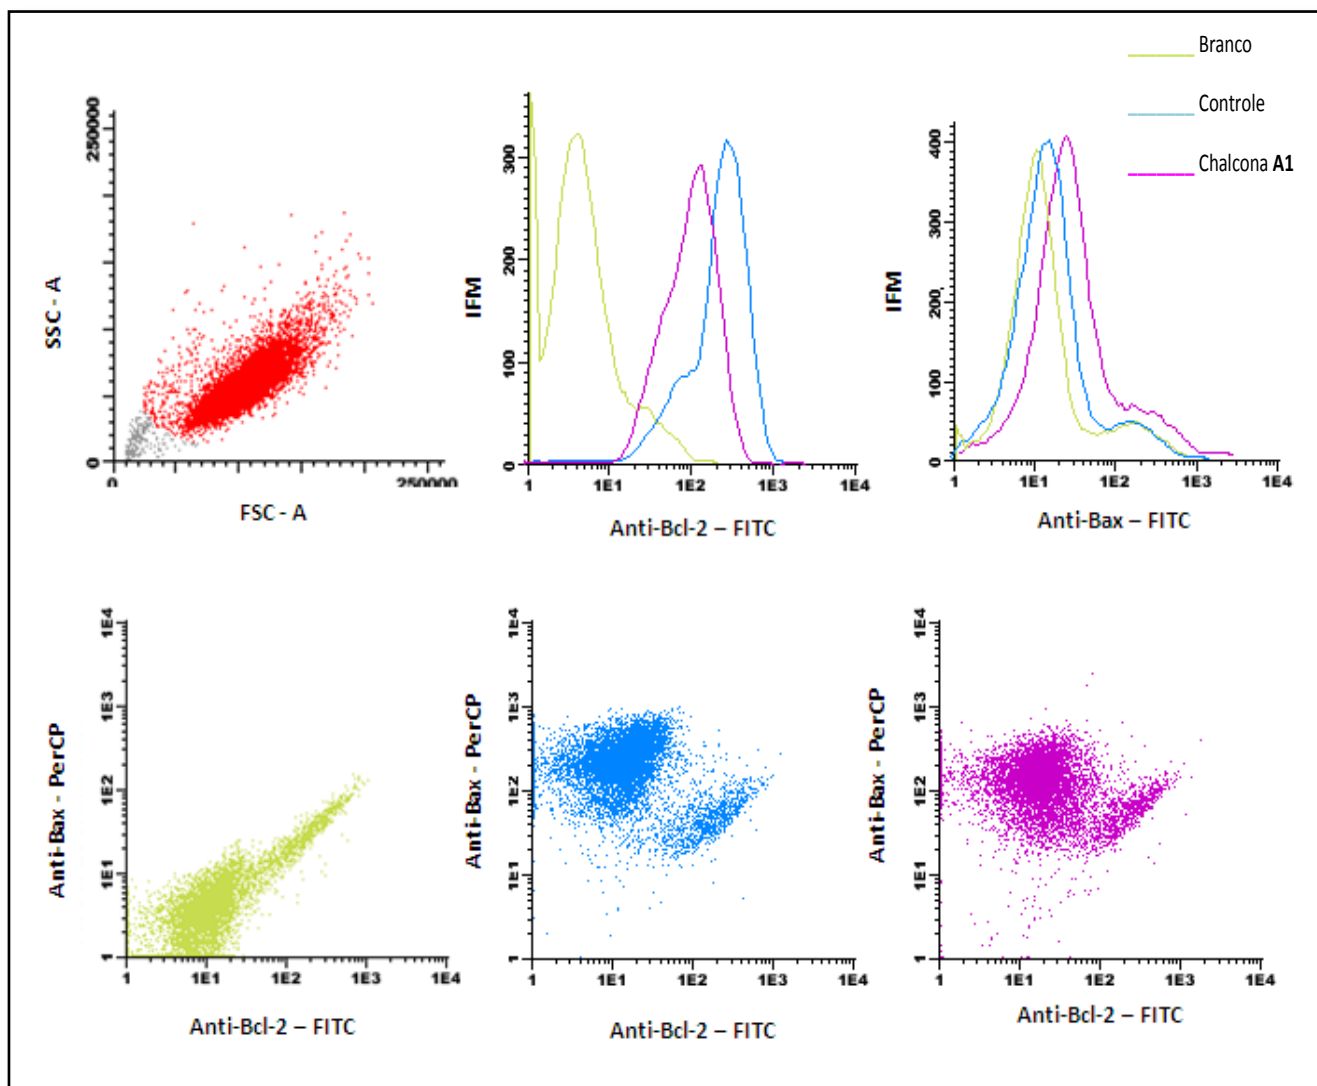 Branco
Controle
Chalcona A1
250000
SSC - A
0
0
250000
FSC - A
300
200
100
0
IFM
1
1E1
1E2
1E3
1E4
Anti-Bcl-2 – FITC
400
300
200
100
0
IFM
1
1E1
1E2
1E3
1E4
Anti-Bax – FITC
1E4
1E3
1E2
1E1
1
Anti-Bax - PerCP
1
1E1
1E2
1E3
1E4
Anti-Bcl-2 – FITC
1E4
1E3
1E2
1E1
1
Anti-Bax - PerCP
1
1E1
1E2
1E3
1E4
Anti-Bcl-2 – FITC
1E4
1E3
1E2
1E1
1
Anti-Bax - PerCP
1
1E1
1E2
1E3
1E4
Anti-Bcl-2 – FITC